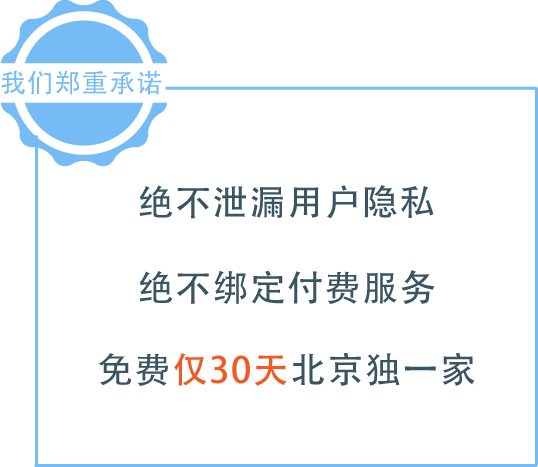 我们郑重承诺
绝不泄漏用户隐私
绝不绑定付费服务
免费仅30天北京独一家